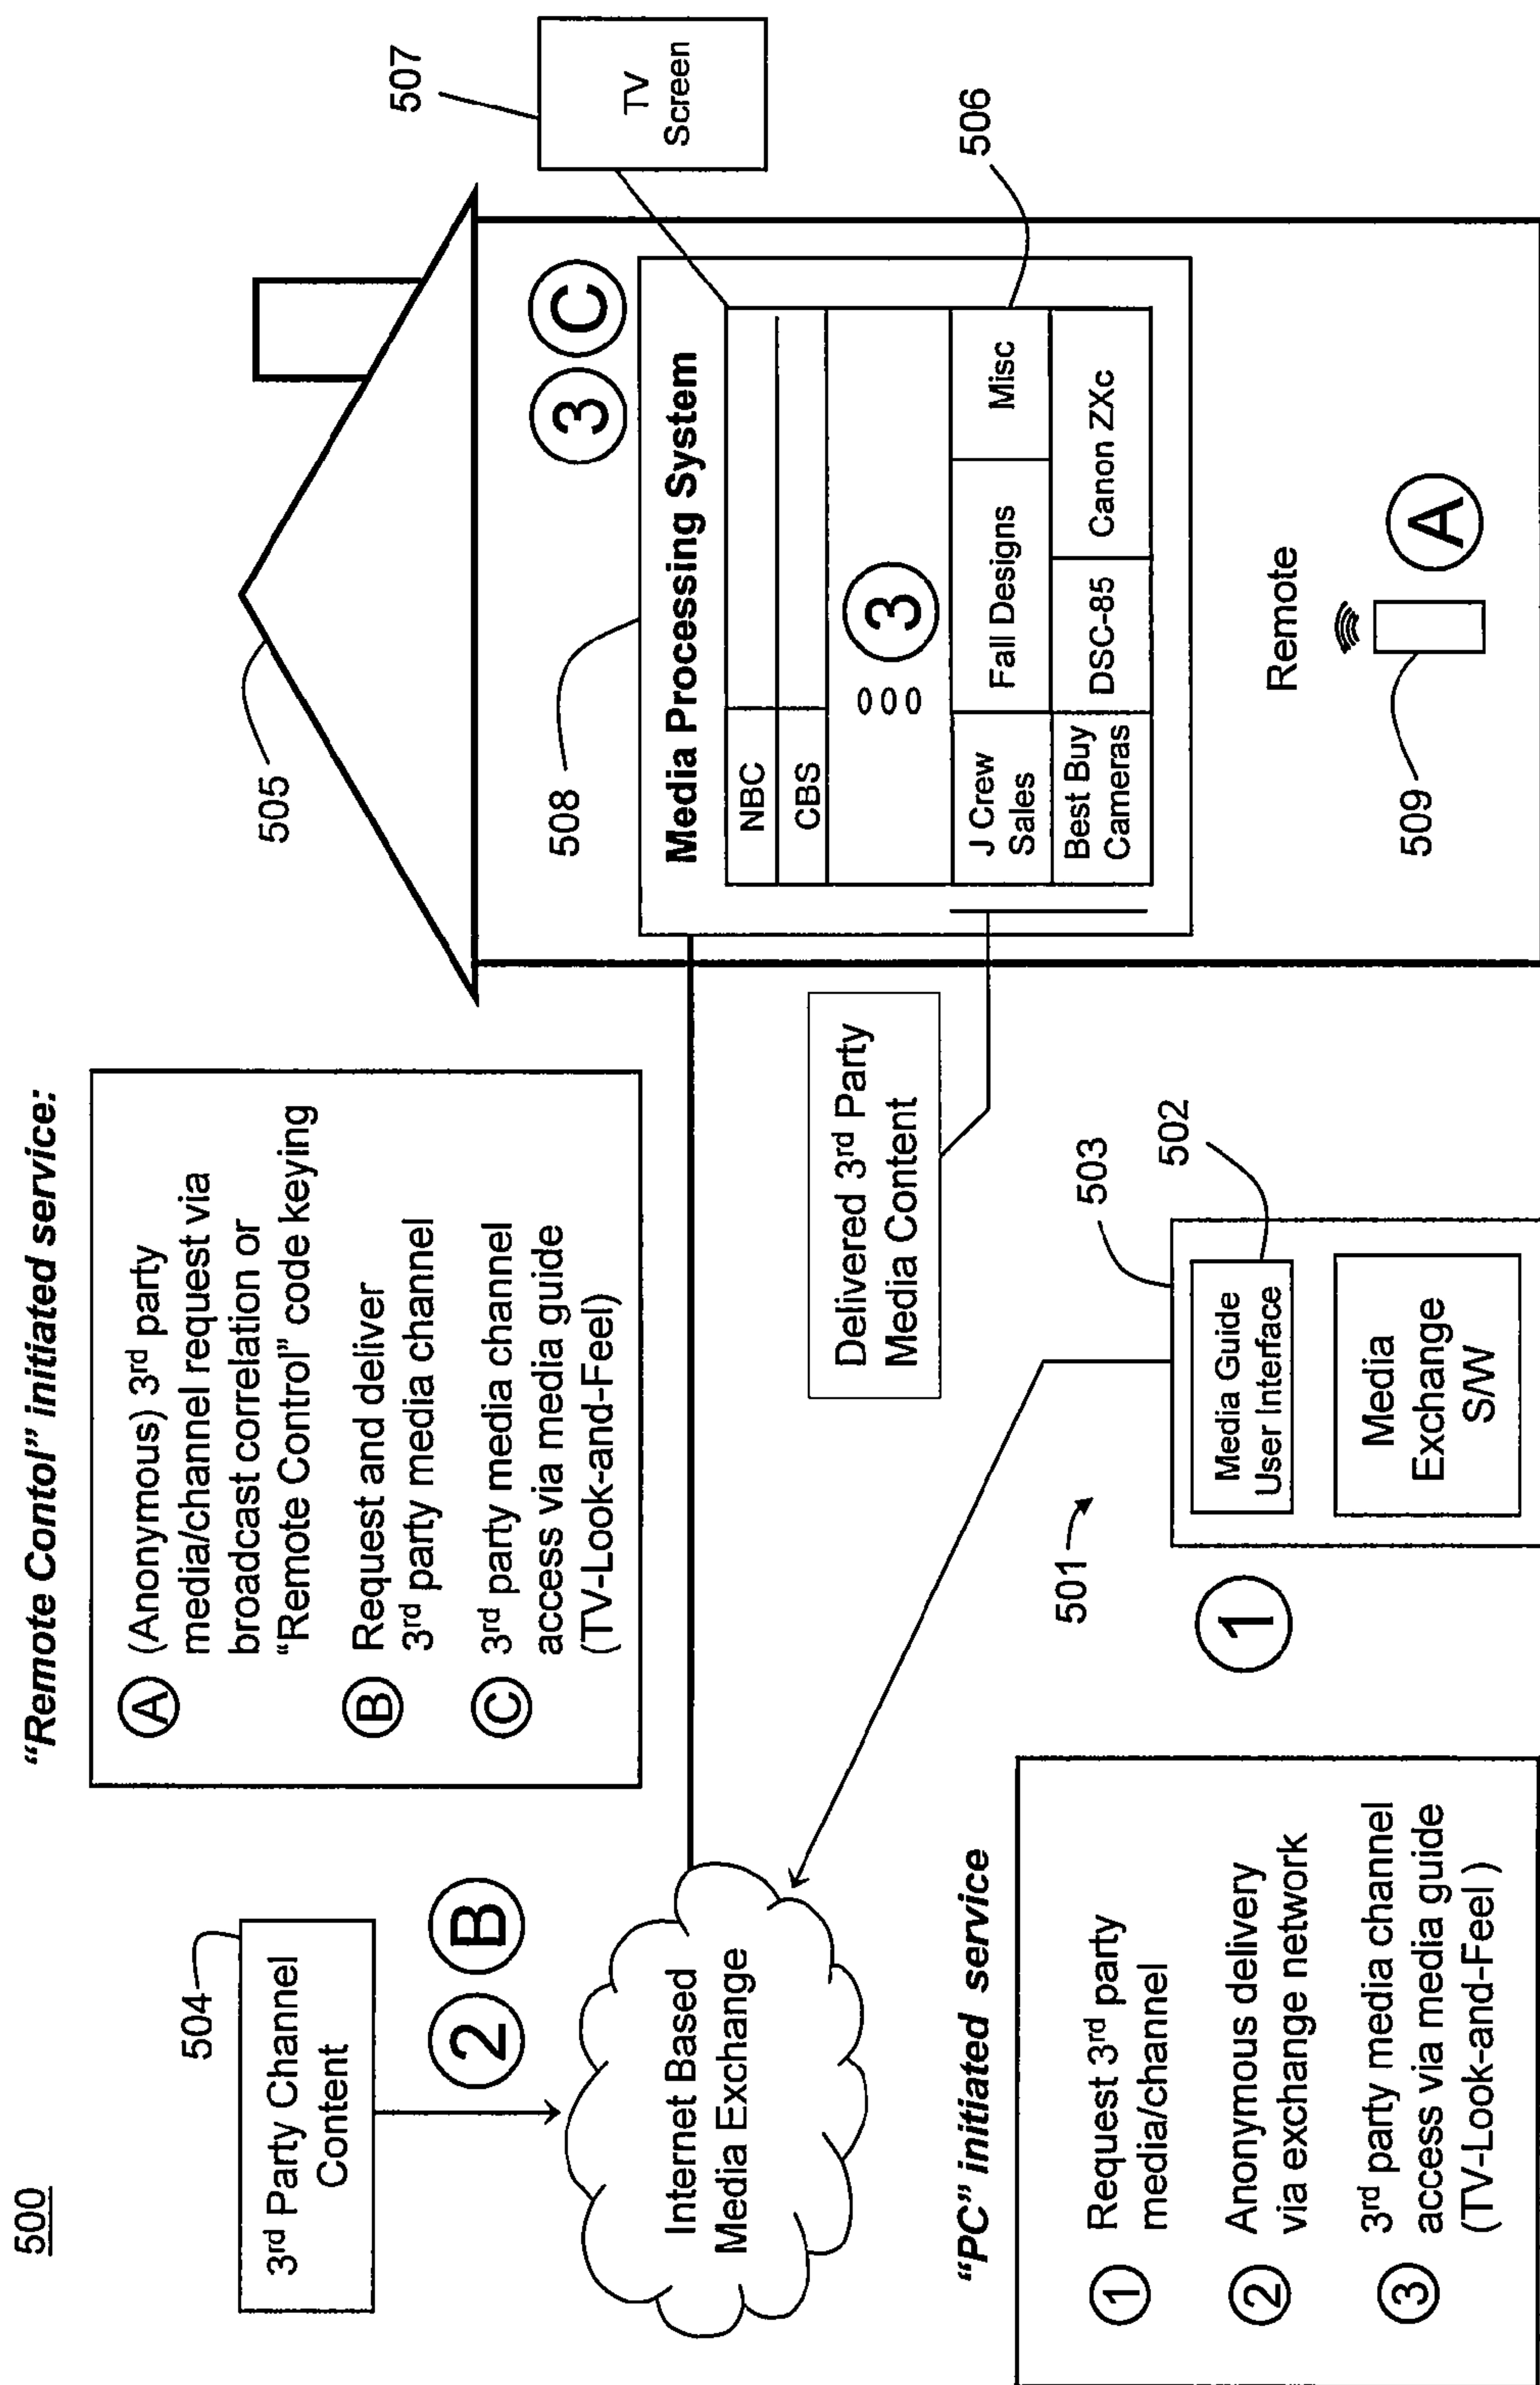 500
"Remote Contol" initiated service:
504
3rd Party Channel
Content
2
B
A
(Anonymous) 3rd party
media/channel request via
broadcast correlation or
"Remote Control" code keying
B
Request and deliver
3rd party media channel
C
3rd party media channel
access via media guide
(TV-Look-and-Feel)
505
507
TV
Screen
508
3
C
Media Processing System
NBC
CBS
000
3
J Crew
Sales
Fall Designs
Misc
Best Buy
Cameras
DSC-85
Canon ZXc
506
Remote
A
509
Internet Based
Media Exchange
Delivered 3rd Party
Media Content
"PC" initiated service
1
Request 3rd party
media/channel
2
Anonymous delivery
via exchange network
3
3rd party media channel
access via media guide
(TV-Look-and-Feel )
1
501
503
502
Media Guide
User Interface
Media
Exchange
S/W